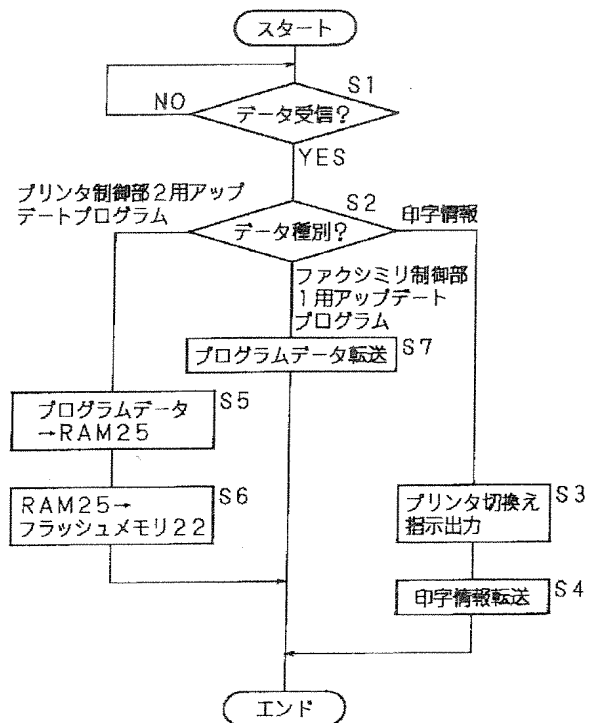 スタート
S1
NO
データ受信?
YES
プリンタ制御部2用アップ
デートプログラム
S2
印字情報
データ種別?
ファクシミリ制御部
1用アップデート
プログラム
プログラムデータ転送
S7
プログラムデータ
→RAM25
S5
RAM25→
フラッシュメモリ22
S6
プリンタ切換え
指示出力
S3
印字情報転送
S4
エンド